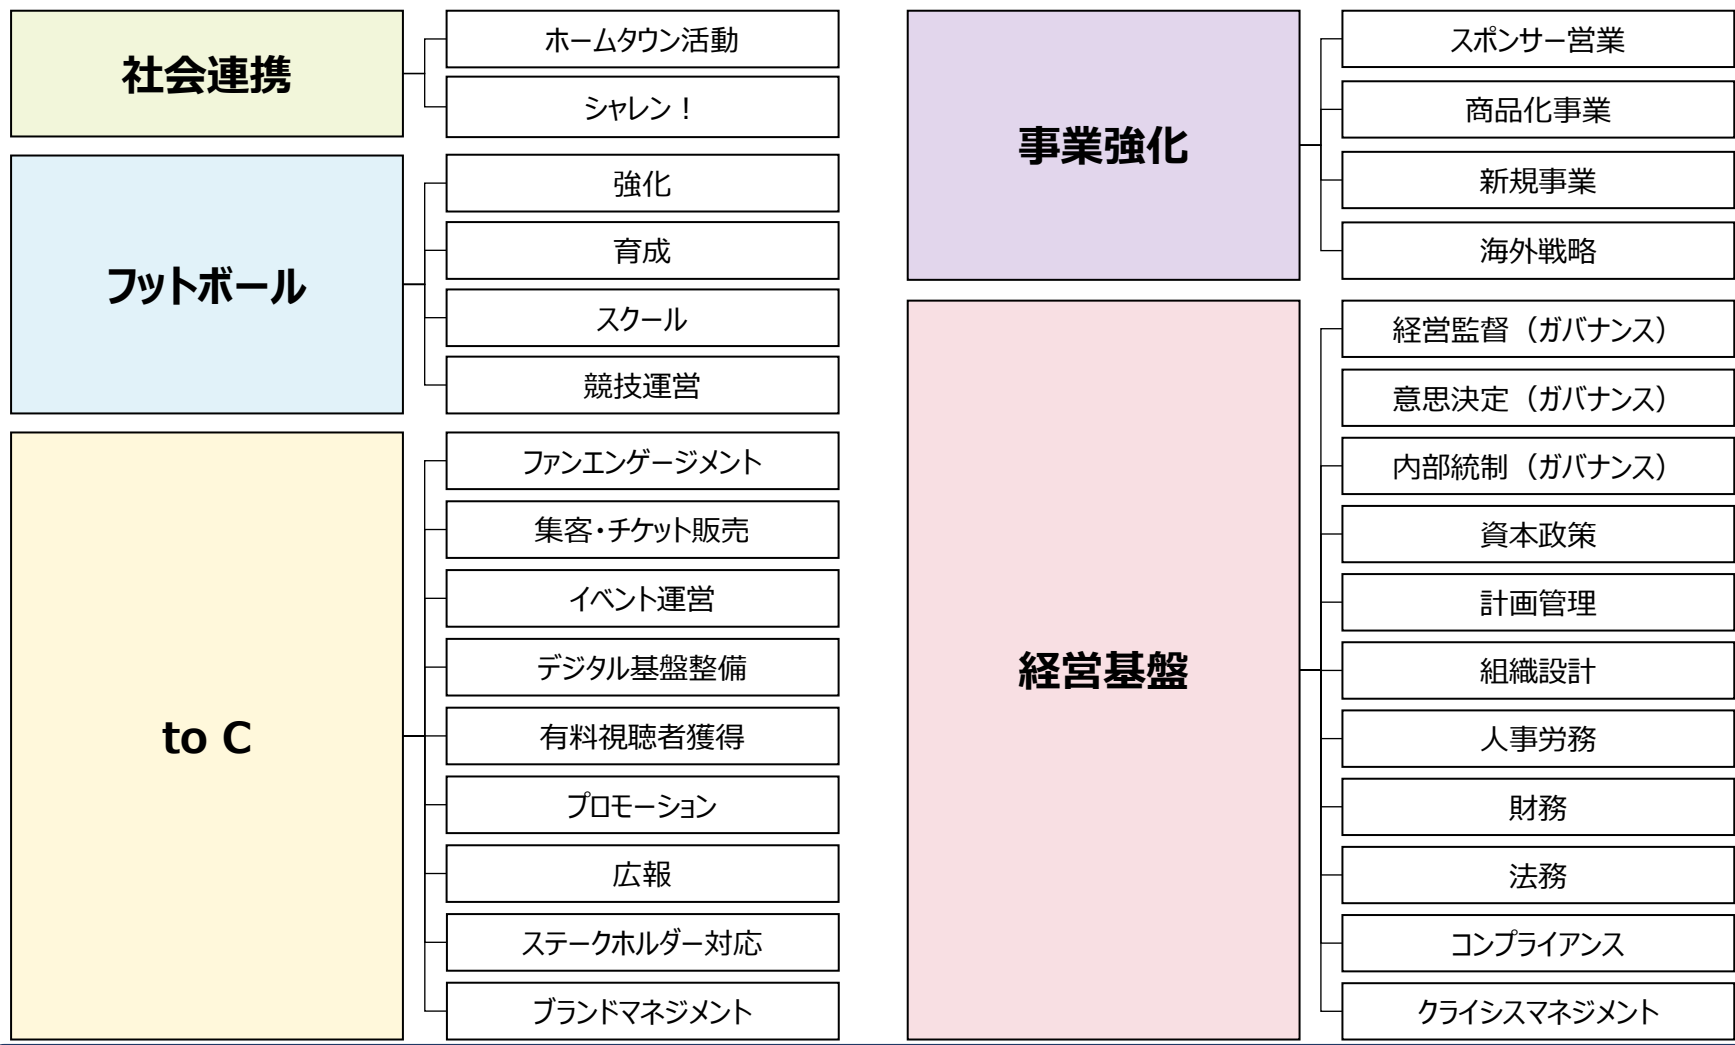 社会連携
ホームタウン活動
シャレン！
フットボール
強化
育成
スクール
競技運営
to C
ファンエンゲージメント
集客・チケット販売
イベント運営
デジタル基盤整備
有料視聴者獲得
プロモーション
広報
ステークホルダー対応
ブランドマネジメント
事業強化
スポンサー営業
商品化事業
新規事業
海外戦略
経営基盤
経営監督（ガバナンス）
意思決定（ガバナンス）
内部統制（ガバナンス）
資本政策
計画管理
組織設計
人事労務
財務
法務
コンプライアンス
クライシスマネジメント